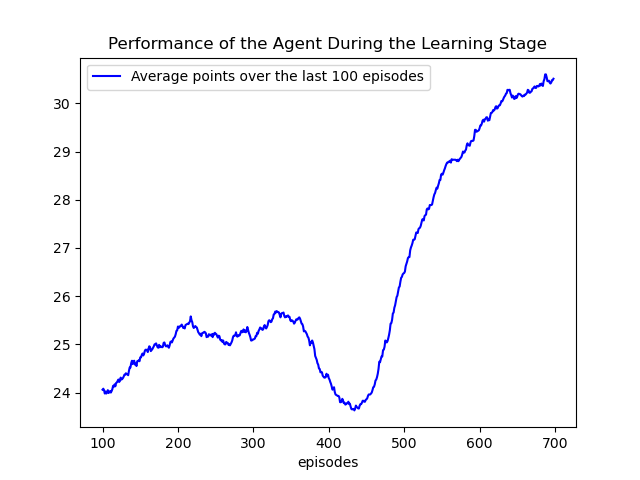 Performance of the Agent During the Learning Stage
Average points over the last 100 episodes
30
29
28
27
26
25
24
100 200 300 400 500 600 700
episodes